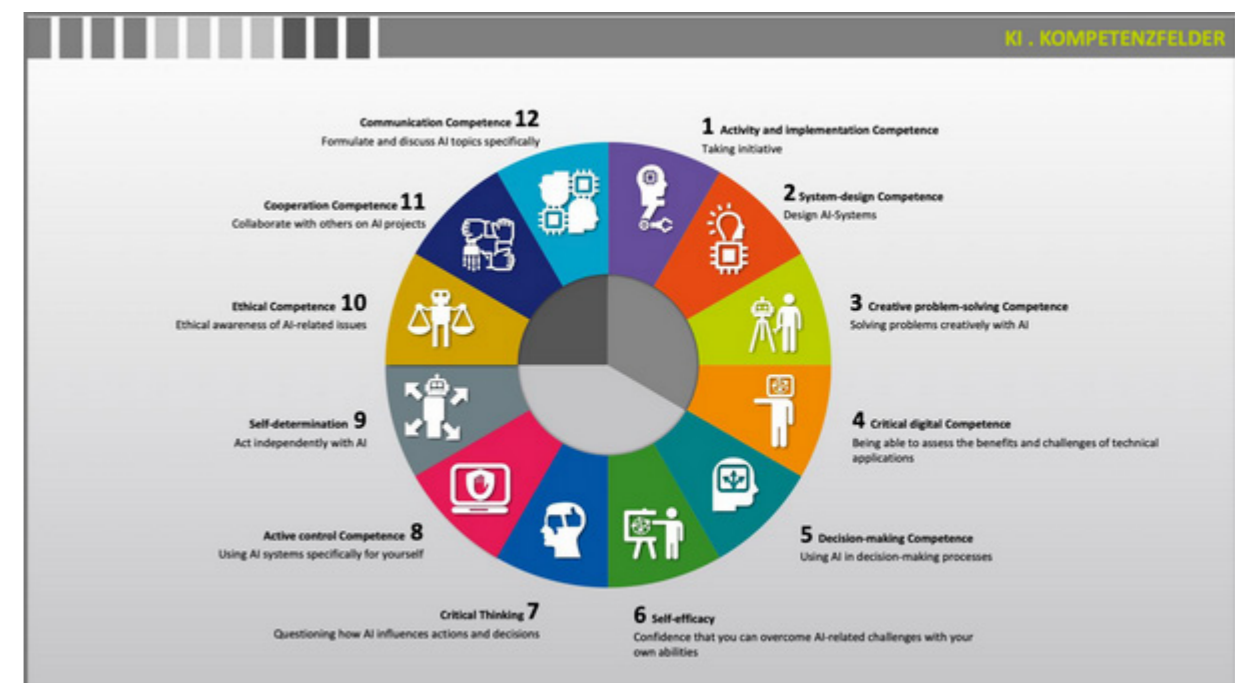 KI . KOMPETENZFELDER
1 Activity and implementation Competence
Taking initiative
2 System-design Competence
Design AI-Systems
3 Creative problem-solving Competence
Solving problems creatively with AI
4 Critical digital Competence
Being able to assess the benefits and challenges of technical
applications
5 Decision-making Competence
Using AI in decision-making processes
6 Self-efficacy
Confidence that you can overcome AI-related challenges with your
own abilities
Critical Thinking 7
Questioning how AI influences actions and decisions
Active control Competence 8
Using AI systems specifically for yourself
Self-determination 9
Act independently with AI
Ethical Competence 10
Ethical awareness of AI-related issues
Cooperation Competence 11
Collaborate with others on AI projects
Communication Competence 12
Formulate and discuss AI topics specifically